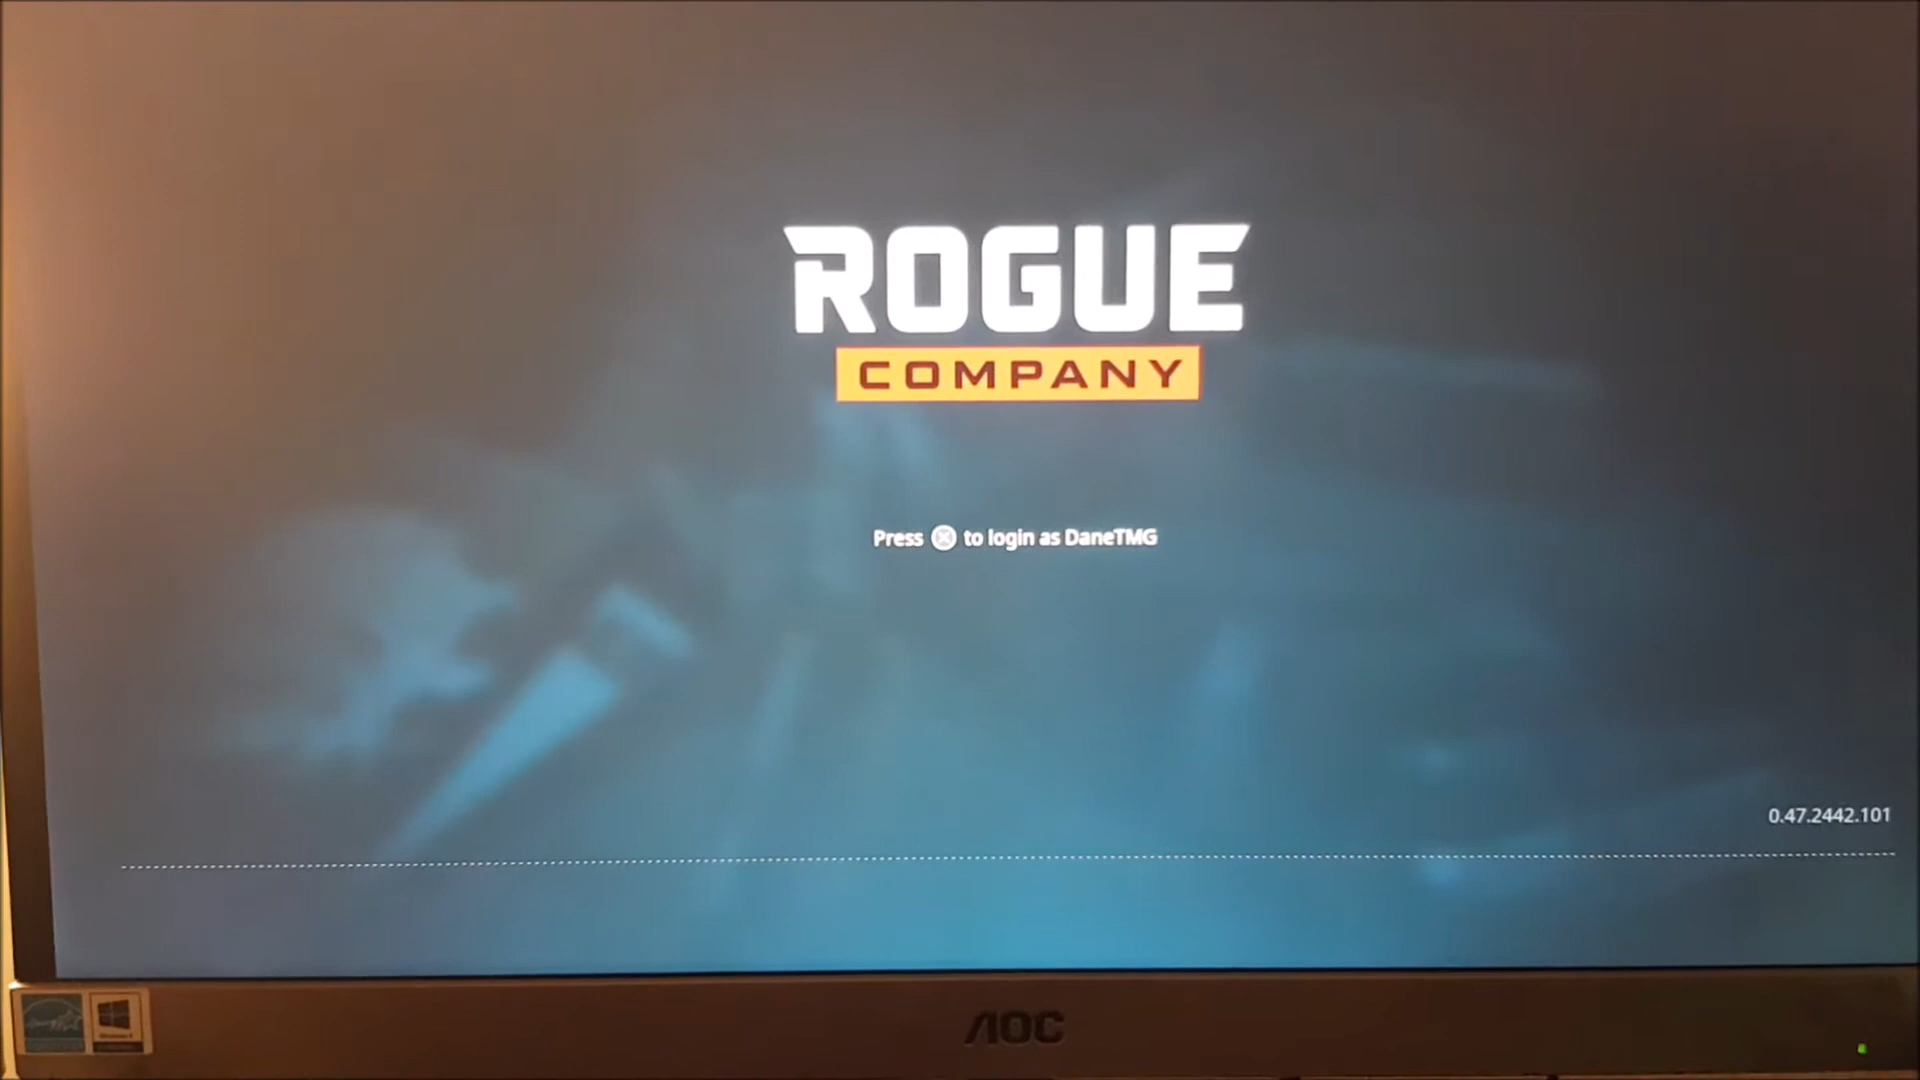 ROGUE
COMPANY
Press ⓧ to login as DaneTMG
0.47.2442.101
AOC